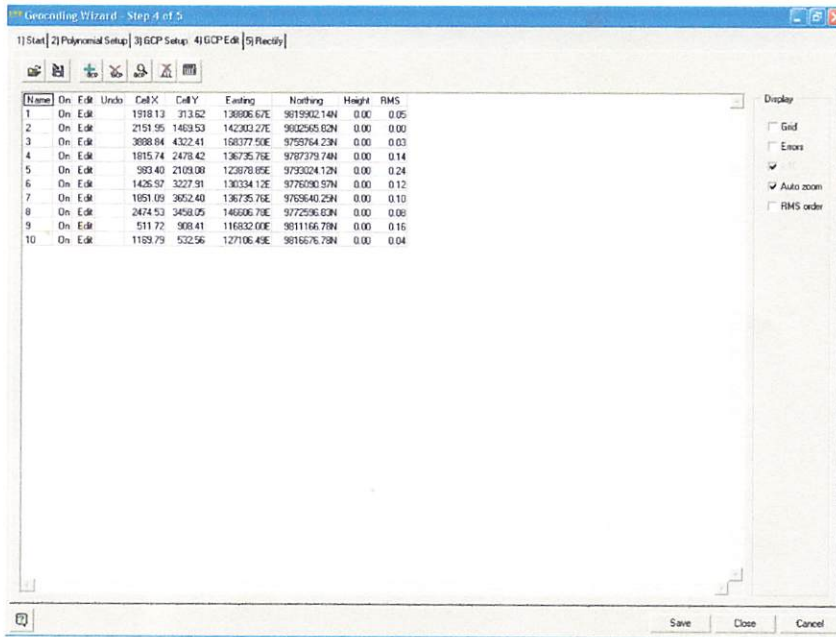 Geocoding Wizard - Step 4 of 5
1) Start 2) Polynomial Setup 3) GCP Setup 4) GCP Edit 5) Rectify
Name On Edit Undo Cell X Cell Y Easting Northing Height RMS
1 On Edit 1918.13 313.62 138806.67E 9819902.14N 0.00 0.05
2 On Edit 2151.95 1469.53 142303.27E 9802565.82N 0.00 0.00
3 On Edit 3888.84 4322.41 168377.50E 9759764.23N 0.00 0.03
4 On Edit 1815.74 2478.42 136735.76E 9787379.74N 0.00 0.14
5 On Edit 983.40 2109.08 123878.85E 9793024.12N 0.00 0.24
6 On Edit 1426.97 3227.91 130334.12E 9776090.97N 0.00 0.12
7 On Edit 1851.09 3652.40 136735.76E 9769640.25N 0.00 0.10
8 On Edit 2474.53 3458.05 146606.78E 9772596.83N 0.00 0.08
9 On Edit 511.72 908.41 116832.00E 9811166.78N 0.00 0.16
10 On Edit 1169.79 532.56 127106.49E 9816676.78N 0.00 0.04
Display
Grid
Errors
Auto zoom
RMS order
Save Close Cancel